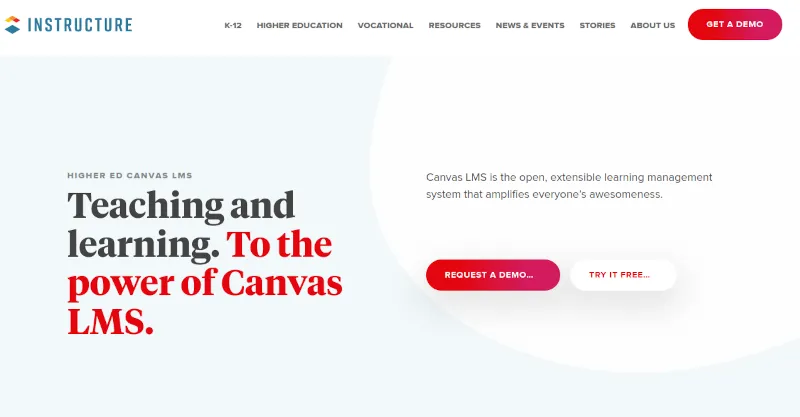 INSTRUCTURE
K-12 HIGHER EDUCATION VOCATIONAL RESOURCES NEWS & EVENTS STORIES ABOUT US GET A DEMO
HIGHER ED CANVAS LMS
Teaching and
learning. To the
power of Canvas
LMS.
Canvas LMS is the open, extensible learning management
system that amplifies everyone's awesomeness.
REQUEST A DEMO... TRY IT FREE...